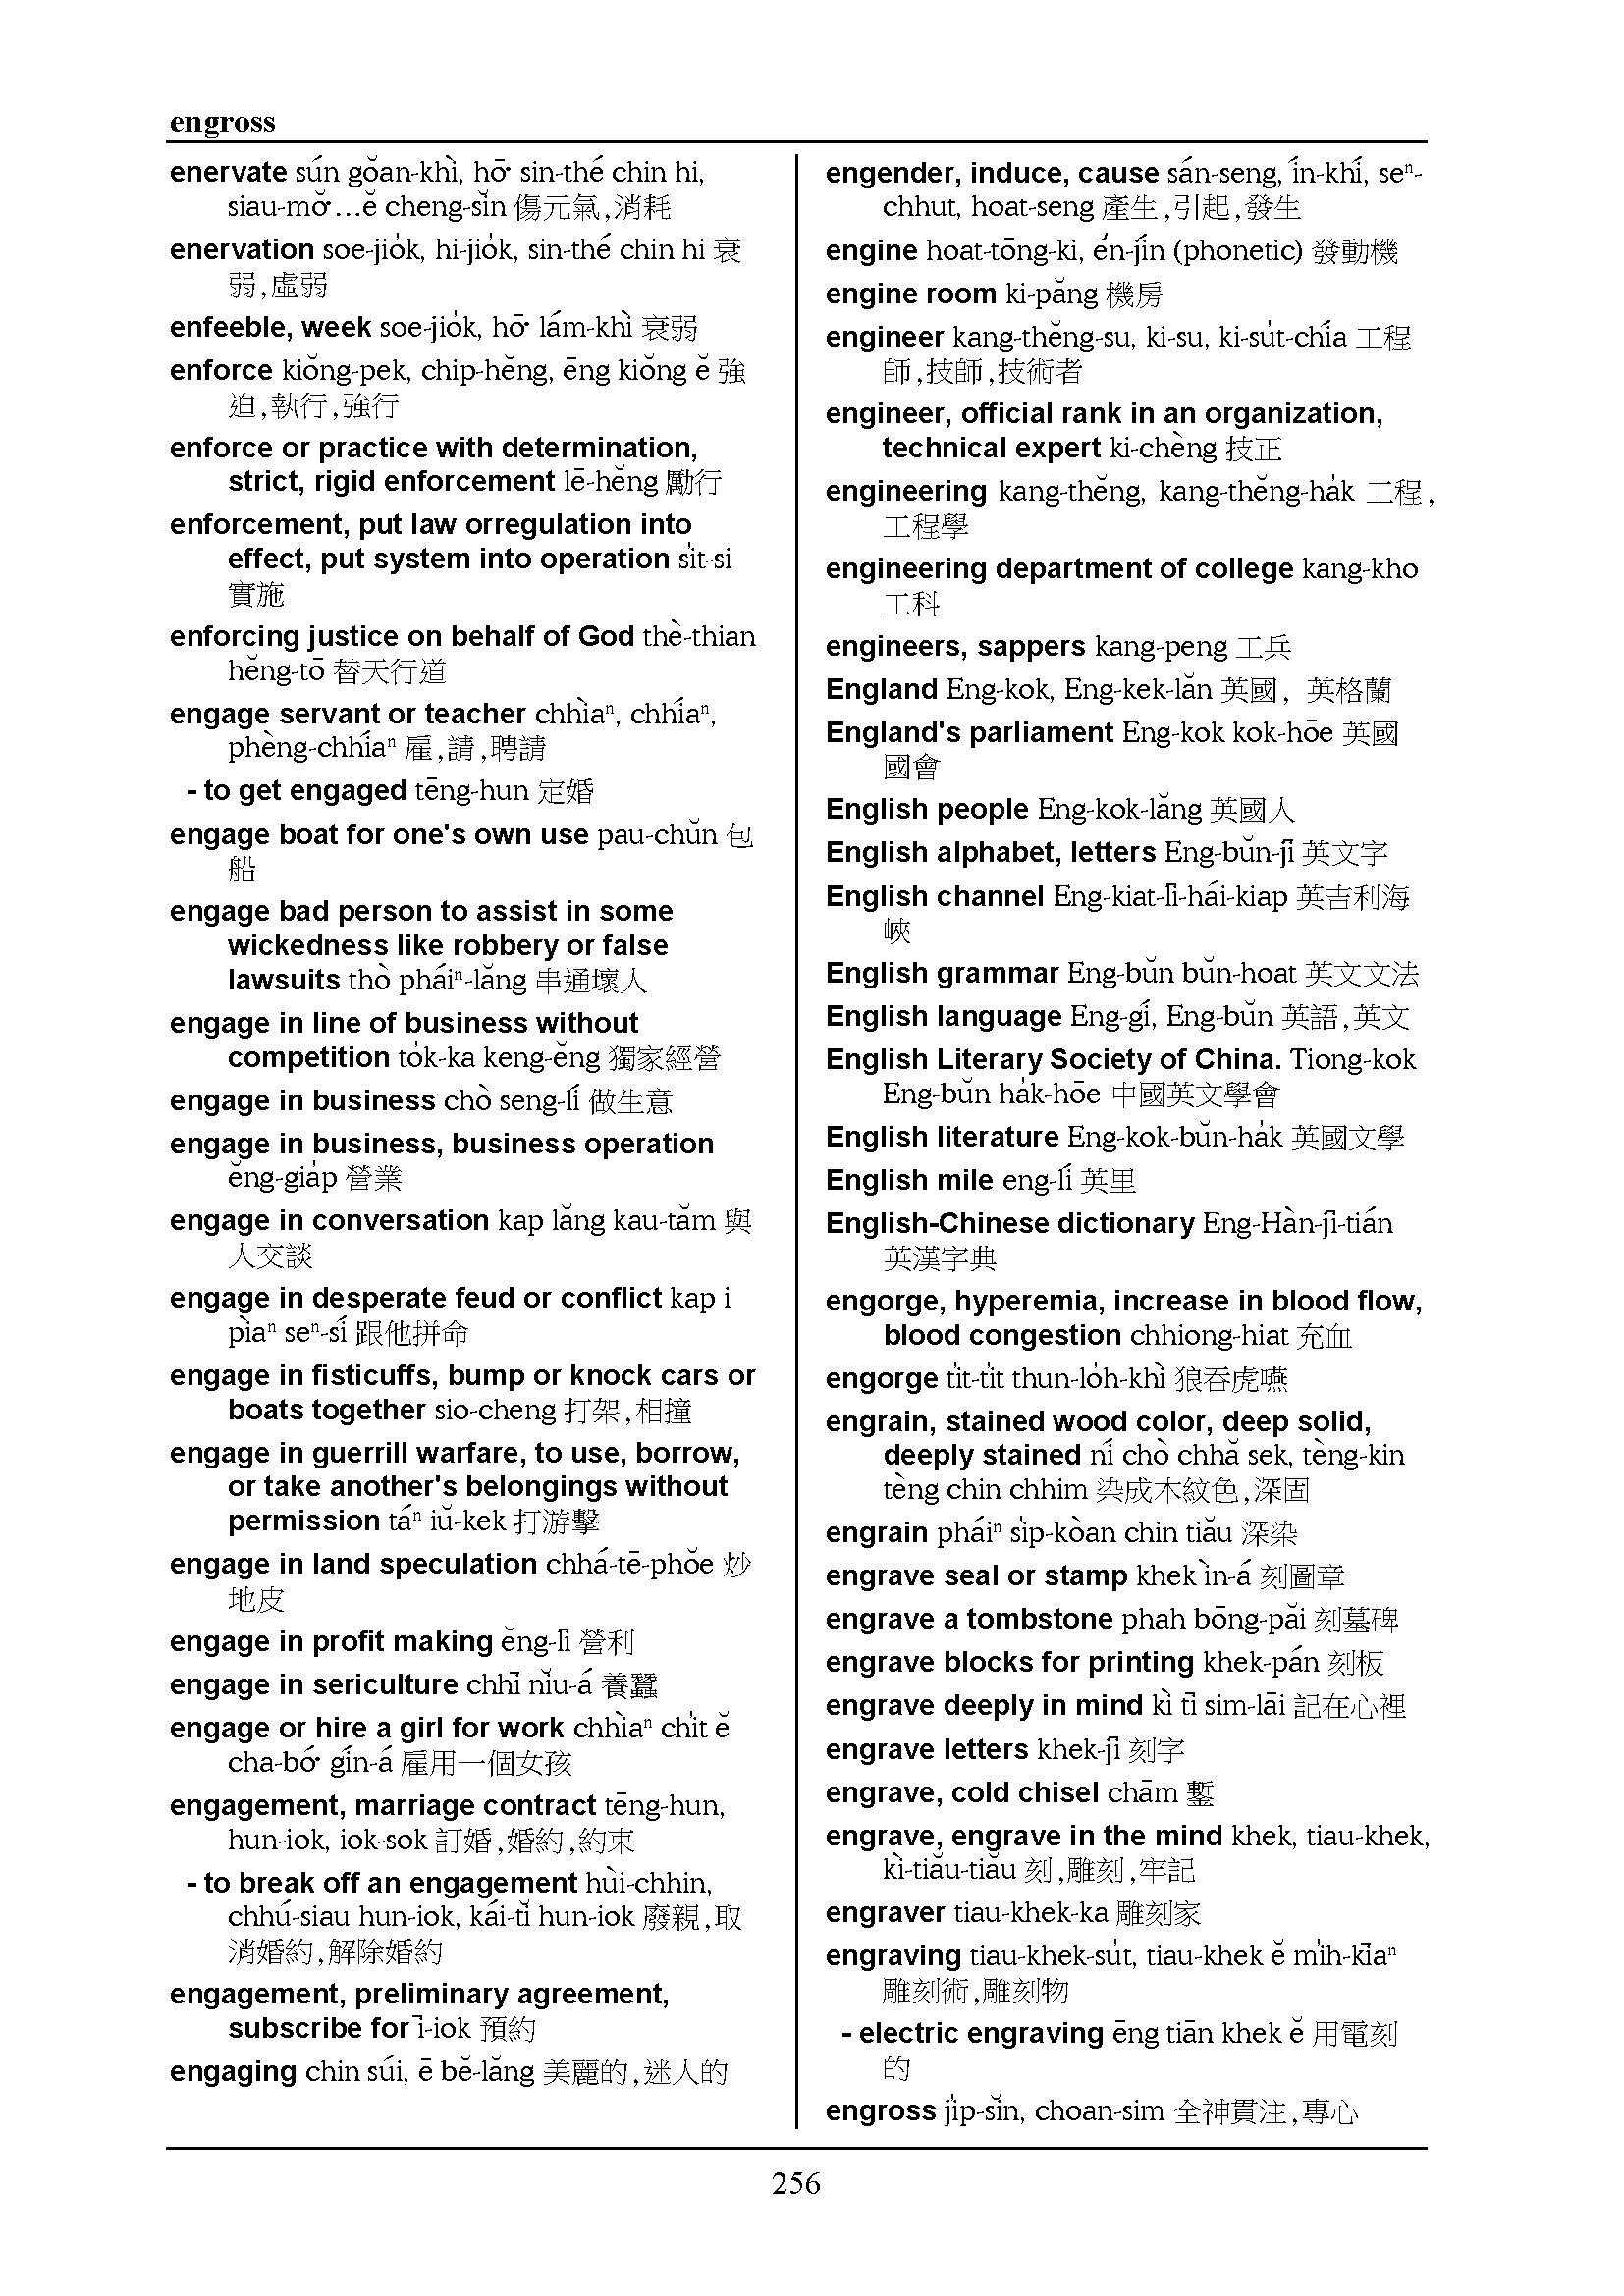 engross
enervate sún gŏan-khì, hō͘ sin-thé chin hi,
siau-mŏ͘…ĕ cheng-sĭn 傷元氣,消耗
enervation soe-jio̍k, hi-jio̍k, sin-thé chin hi 衰
弱,虛弱
enfeeble, week soe-jio̍k, hō͘ lám-khì 衰弱
enforce kiŏng-pek, chip-hĕng, ēng kiŏng ĕ 強
迫,執行,強行
enforce or practice with determination,
strict, rigid enforcement lē-hĕng 勵行
enforcement, put law orregulation into
effect, put system into operation si̍t-si
實施
enforcing justice on behalf of God thè-thian
hĕng-tō 替天行道
engage servant or teacher chhìaⁿ, chhíaⁿ,
phèng-chhíaⁿ 雇,請,聘請
- to get engaged tēng-hun 定婚
engage boat for one's own use pau-chŭn 包
船
engage bad person to assist in some
wickedness like robbery or false
lawsuits thò pháiⁿ-lăng 串通壞人
engage in line of business without
competition to̍k-ka keng-ĕng 獨家經營
engage in business chò seng-lí 做生意
engage in business, business operation
ĕng-gia̍p 營業
engage in conversation kap lăng kau-tăm 與
人交談
engage in desperate feud or conflict kap i
pìaⁿ seⁿ-sí 跟他拼命
engage in fisticuffs, bump or knock cars or
boats together sio-cheng 打架,相撞
engage in guerrill warfare, to use, borrow,
or take another's belongings without
permission táⁿ iŭ-kek 打游擊
engage in land speculation chhá-tē-phŏe 炒
地皮
engage in profit making ĕng-lī 營利
engage in sericulture chhī nĭu-á 養蠶
engage or hire a girl for work chhìaⁿ chi̍t ĕ
cha-bó͘ gín-á 雇用一個女孩
engagement, marriage contract tēng-hun,
hun-iok, iok-sok 訂婚,婚約,約束
- to break off an engagement hùi-chhin,
chhú-siau hun-iok, kái-tĭ hun-iok 廢親,取
消婚約,解除婚約
engagement, preliminary agreement,
subscribe for ī-iok 預約
engaging chin súi, ē bĕ-lăng 美麗的,迷人的
engender, induce, cause sán-seng, ín-khí, seⁿ-
chhut, hoat-seng 產生,引起,發生
engine hoat-tōng-ki, én-jín (phonetic) 發動機
engine room ki-păng 機房
engineer kang-thĕng-su, ki-su, ki-su̍t-chía 工程
師,技師,技術者
engineer, official rank in an organization,
technical expert ki-chèng 技正
engineering kang-thĕng, kang-thĕng-ha̍k 工程,
工程學
engineering department of college kang-kho
工科
engineers, sappers kang-peng 工兵
England Eng-kok, Eng-kek-lăn 英國, 英格蘭
England's parliament Eng-kok kok-hōe 英國
國會
English people Eng-kok-lăng 英國人
English alphabet, letters Eng-bŭn-jī 英文字
English channel Eng-kiat-lī-hái-kiap 英吉利海
峽
English grammar Eng-bŭn bŭn-hoat 英文文法
English language Eng-gí, Eng-bŭn 英語,英文
English Literary Society of China. Tiong-kok
Eng-bŭn ha̍k-hōe 中國英文學會
English literature Eng-kok-bŭn-ha̍k 英國文學
English mile eng-lí 英里
English-Chinese dictionary Eng-Hàn-jī-tián
英漢字典
engorge, hyperemia, increase in blood flow,
blood congestion chhiong-hiat 充血
engorge ti̍t-ti̍t thun-lo̍h-khì 狼吞虎嚥
engrain, stained wood color, deep solid,
deeply stained ní chò chhă sek, tèng-kin
tèng chin chhim 染成木紋色,深固
engrain pháiⁿ si̍p-kòan chin tiău 深染
engrave seal or stamp khek ìn-á 刻圖章
engrave a tombstone phah bōng-păi 刻墓碑
engrave blocks for printing khek-pán 刻板
engrave deeply in mind kì tī sim-lāi 記在心裡
engrave letters khek-jī 刻字
engrave, cold chisel chām 鏨
engrave, engrave in the mind khek, tiau-khek,
kì-tiău-tiău 刻,雕刻,牢記
engraver tiau-khek-ka 雕刻家
engraving tiau-khek-su̍t, tiau-khek ĕ mi̍h-kīaⁿ
雕刻術,雕刻物
- electric engraving ēng tiān khek ĕ 用電刻
的
engross ji̍p-sĭn, choan-sim 全神貫注,專心
256